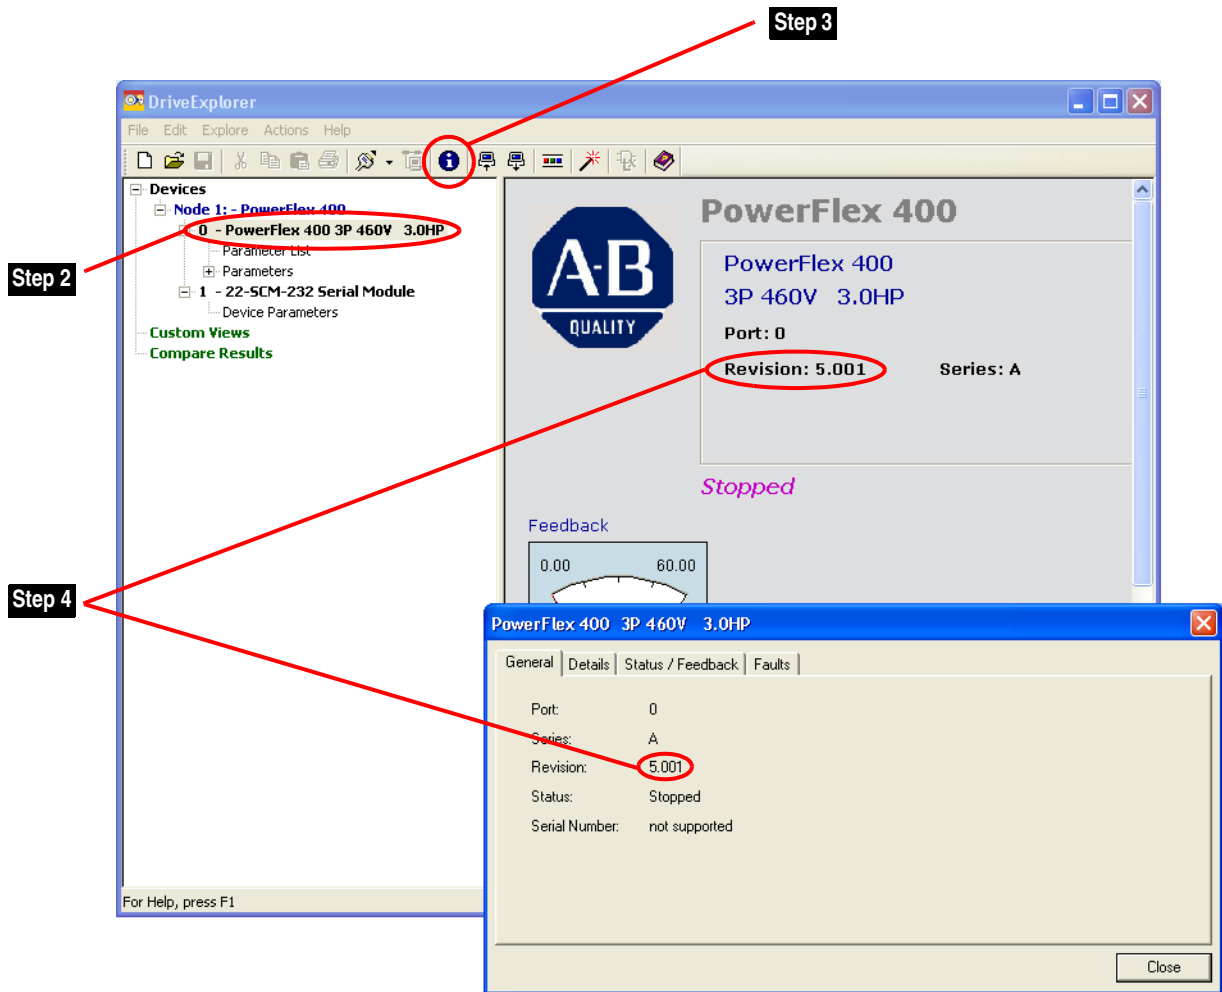 Step 3
DriveExplorer
File Edit Explore Actions Help
Devices
Node 1: - PowerFlex 400
0 - PowerFlex 400 3P 460V 3.0HP
Parameter List
Parameters
1 - 22-SCM-232 Serial Module
Device Parameters
Custom Views
Compare Results
Step 2
Step 4
A-B
QUALITY
PowerFlex 400
PowerFlex 400
3P 460V 3.0HP
Port: 0
Revision: 5.001 Series: A
Stopped
Feedback
0.00 60.00
For Help, press F1
PowerFlex 400 3P 460V 3.0HP
General Details Status / Feedback Faults
Port: 0
Series: A
Revision: 5.001
Status: Stopped
Serial Number: not supported
Close